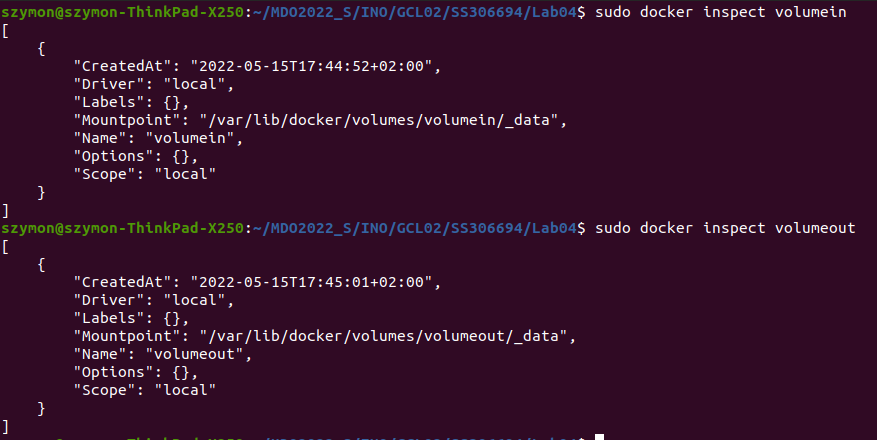 szymon@szymon-ThinkPad-X250:~/MDO2022_S/INO/GCL02/SS306694/Lab04$ sudo docker inspect volumein
[
    {
        "CreatedAt": "2022-05-15T17:44:52+02:00",
        "Driver": "local",
        "Labels": {},
        "Mountpoint": "/var/lib/docker/volumes/volumein/_data",
        "Name": "volumein",
        "Options": {},
        "Scope": "local"
    }
]
szymon@szymon-ThinkPad-X250:~/MDO2022_S/INO/GCL02/SS306694/Lab04$ sudo docker inspect volumeout
[
    {
        "CreatedAt": "2022-05-15T17:45:01+02:00",
        "Driver": "local",
        "Labels": {},
        "Mountpoint": "/var/lib/docker/volumes/volumeout/_data",
        "Name": "volumeout",
        "Options": {},
        "Scope": "local"
    }
]